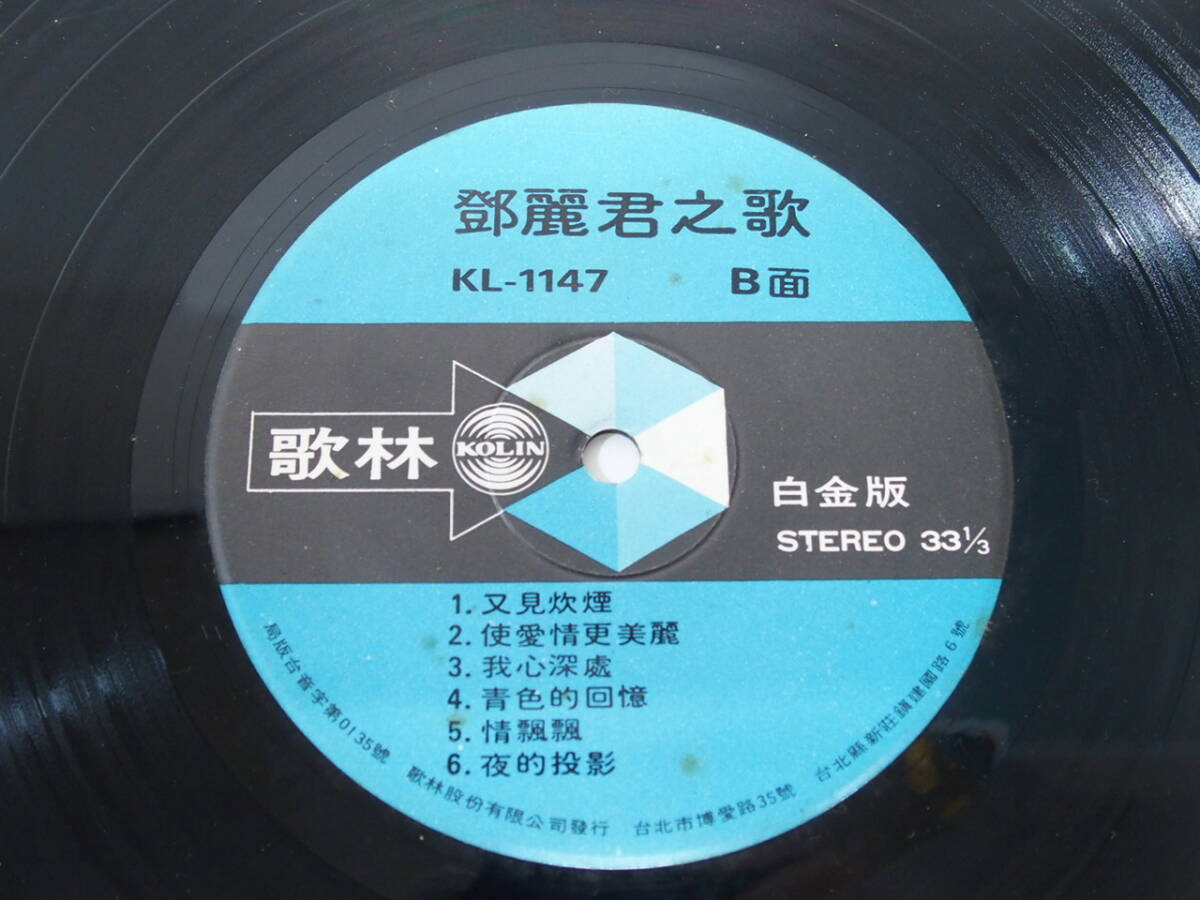 鄧麗君之歌
KL-1147 B面
歌林 KOLIN
白金版
STEREO 33⅓
1. 又見炊煙
2. 使愛情更美麗
3. 我心深處
4. 青色的回憶
5. 情飄飄
6. 夜的投影
局版台音字第0135號 歌林股份有限公司發行 台北市博愛路35號 台北縣新莊鎮建國路6號